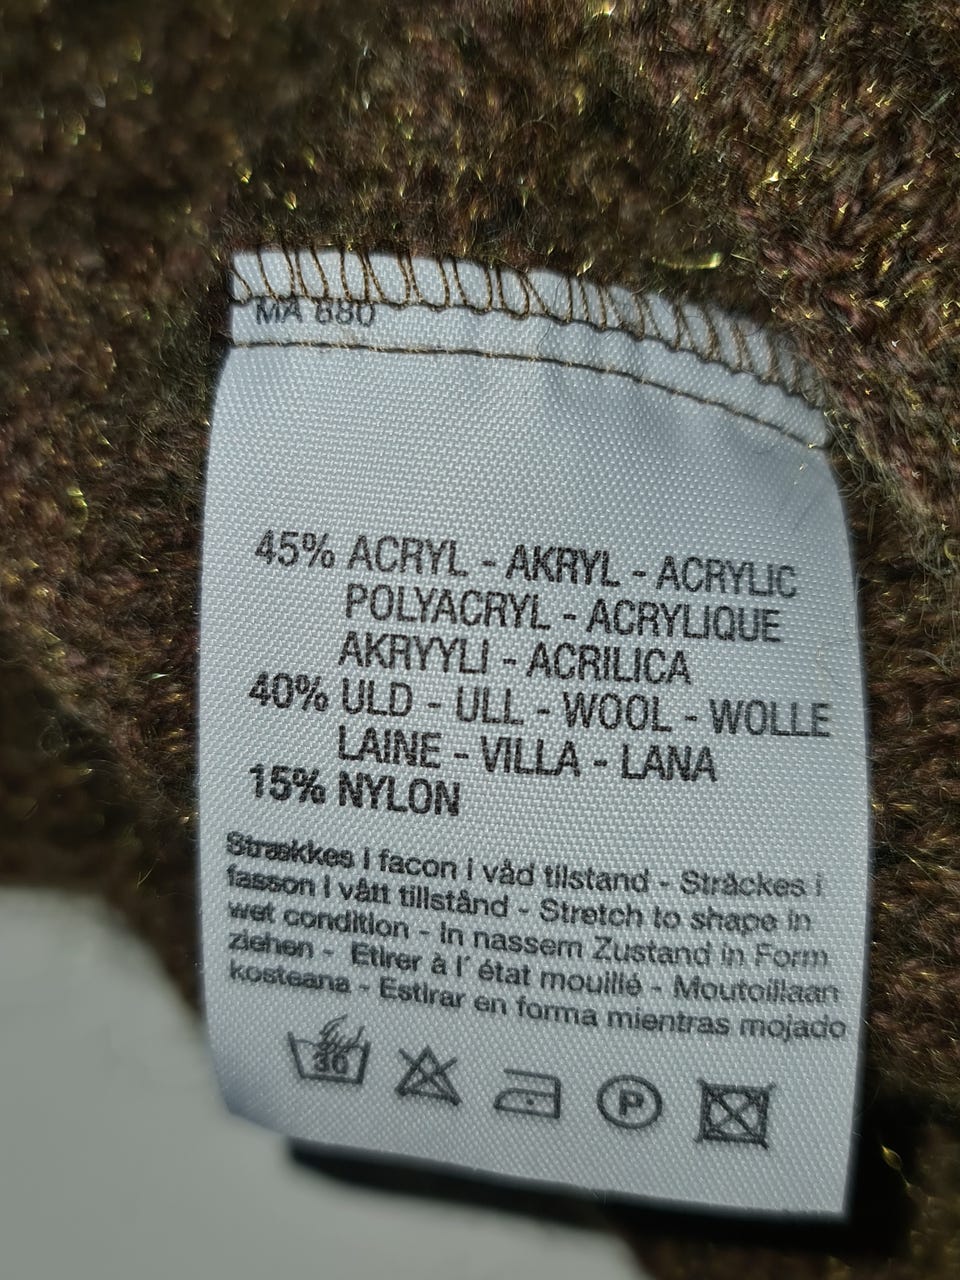 MA 880
45% ACRYL - AKRYL - ACRYLIC
POLYACRYL - ACRYLIQUE
AKRYYLI - ACRILICA
40% ULD - ULL - WOOL - WOLLE
LAINE - VILLA - LANA
15% NYLON
Strækkes i facon i våd tilstand - Sträckes i
fasson i vått tillstånd - Stretch to shape in
wet condition - In nassem Zustand in Form
ziehen - Etirer à l' état mouillé - Moutoillaan
kosteana - Estirar en forma mientras mojado
30 P